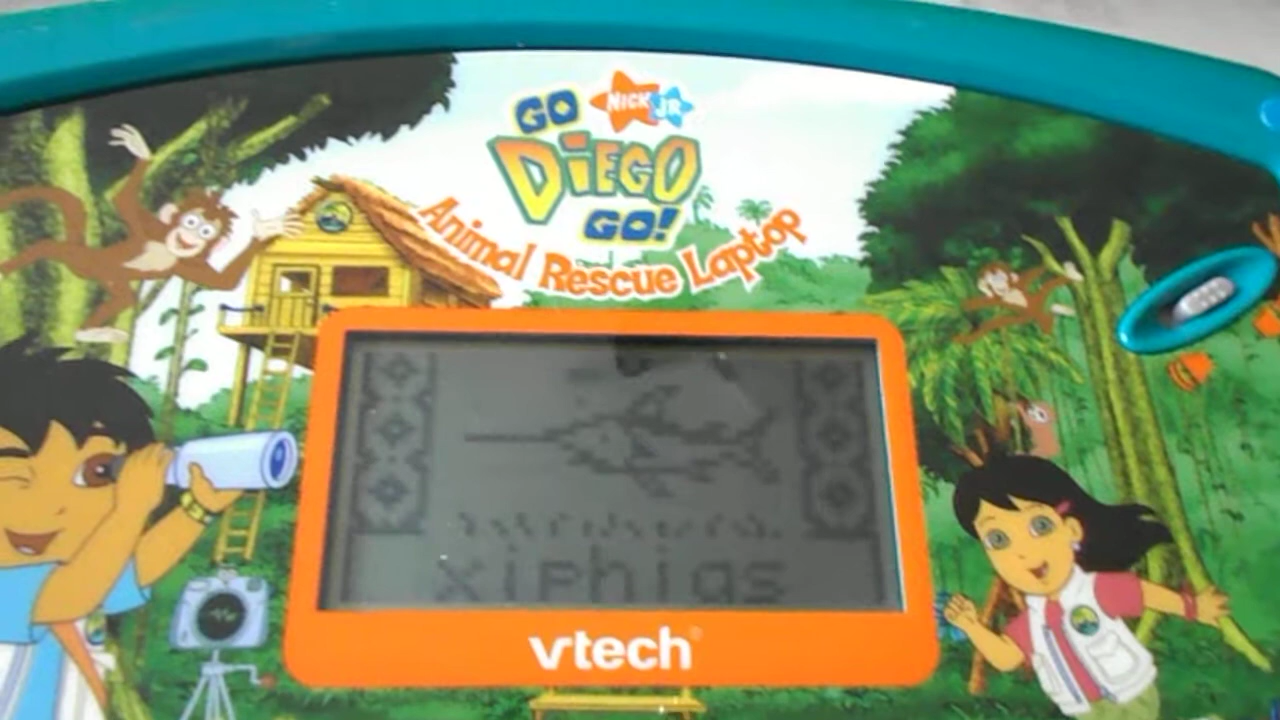 GO
NICK JR
DiEGO
GO!
Animal Rescue Laptop
xiphias
vtech